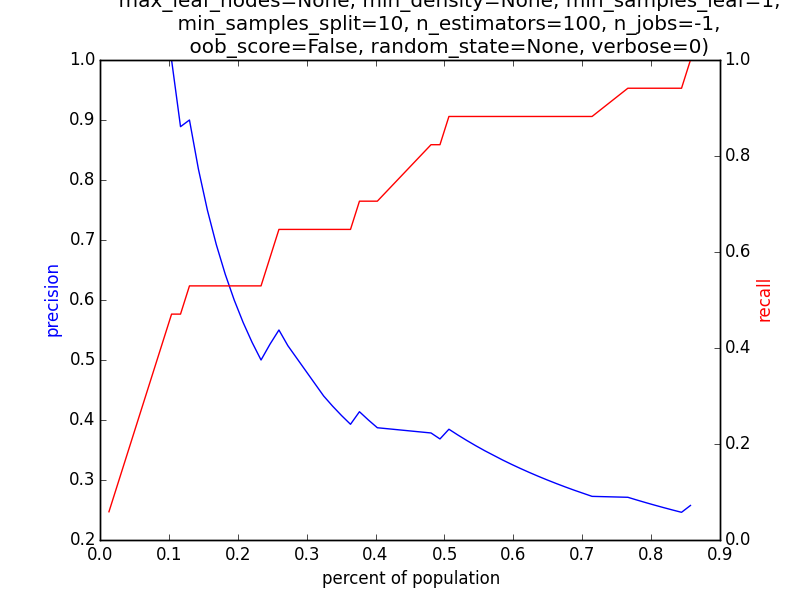 max_leaf_nodes=None, min_density=None, min_samples_leaf=1,
min_samples_split=10, n_estimators=100, n_jobs=-1,
oob_score=False, random_state=None, verbose=0)
1.0
0.9
0.8
0.7
0.6
0.5
0.4
0.3
0.2
precision
1.0
0.8
0.6
0.4
0.2
0.0
recall
0.0 0.1 0.2 0.3 0.4 0.5 0.6 0.7 0.8 0.9
percent of population